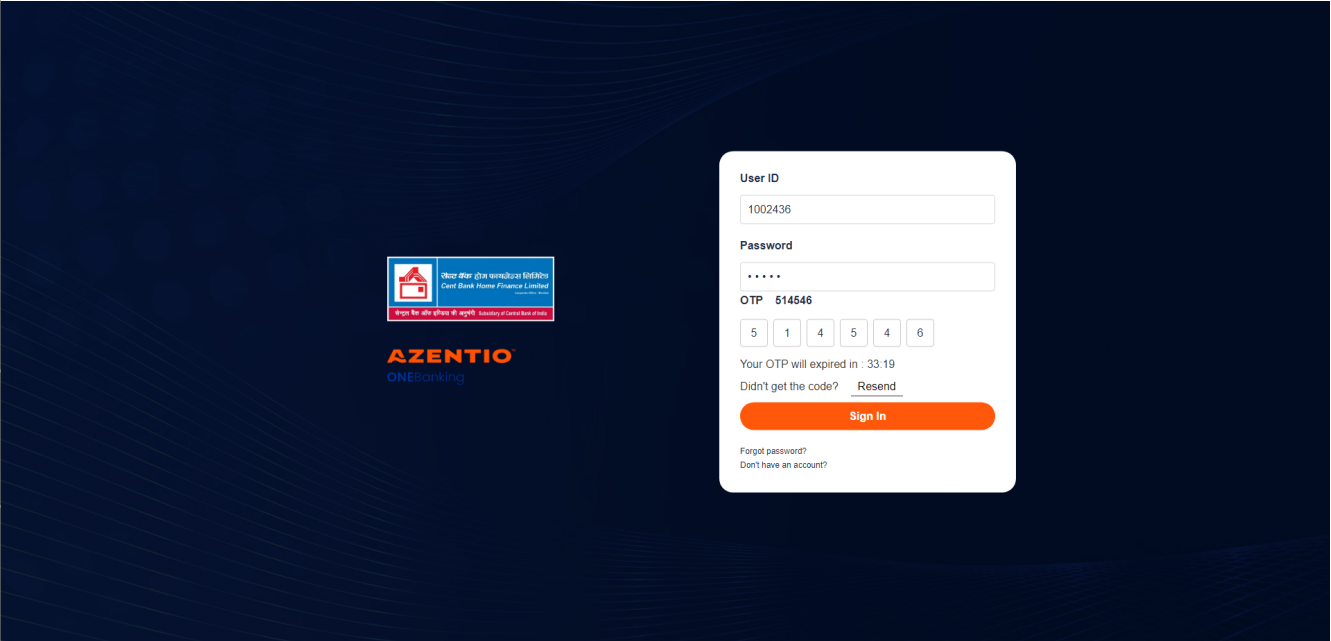 User ID
1002436
Password
•••••
OTP 514546
5 1 4 5 4 6
Your OTP will expired in : 33:19
Didn't get the code? Resend
Sign In
Forgot password?
Don't have an account?
सेन्ट बैंक होम फायनेन्स लिमिटेड
Cent Bank Home Finance Limited
सेन्ट्रल बैंक ऑफ इण्डिया की अनुषंगी Subsidiary of Central Bank of India
AZENTIO™
ONEBanking